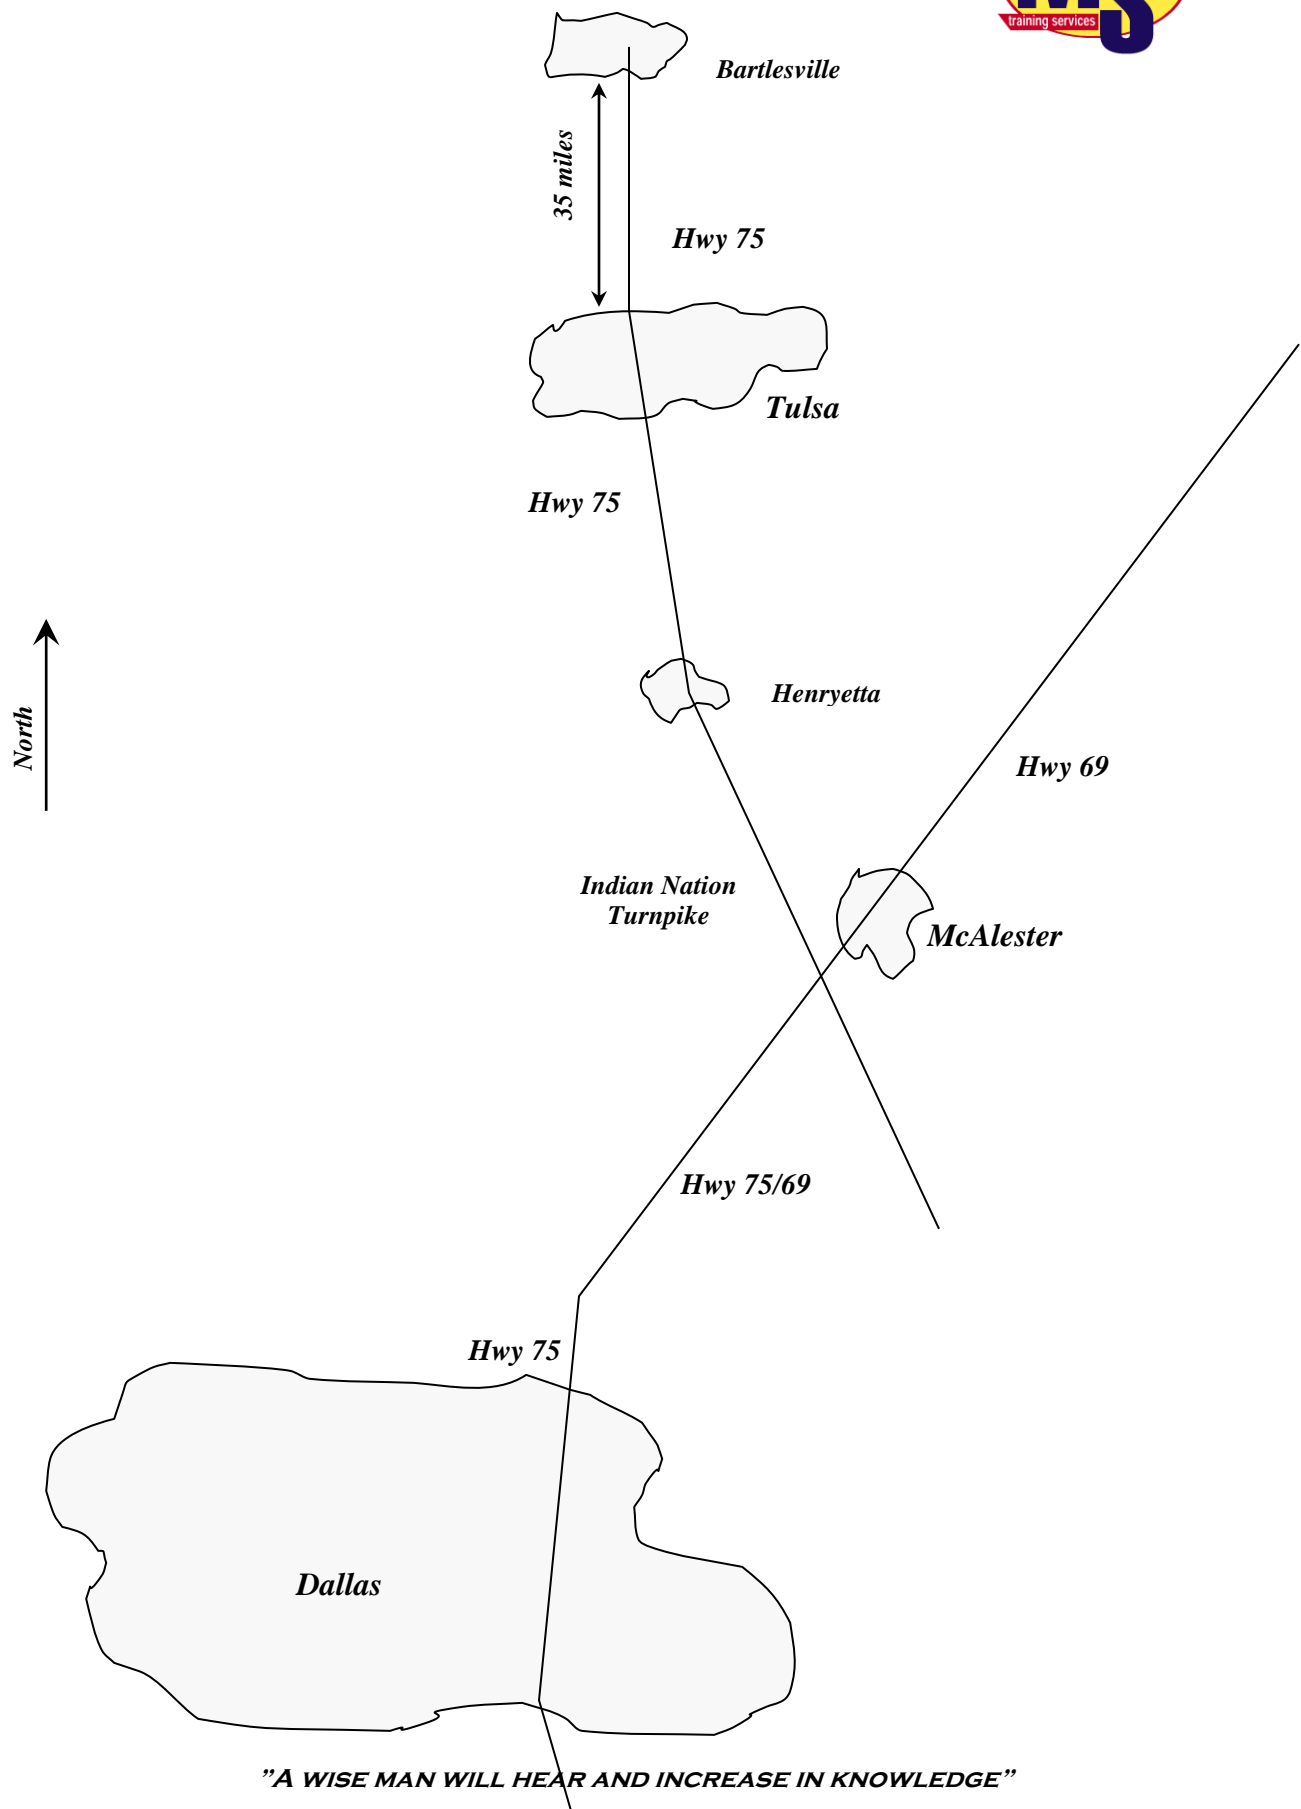 MS
training services
Bartlesville
35 miles
Hwy 75
Tulsa
Hwy 75
Henryetta
North
Hwy 69
Indian Nation
Turnpike
McAlester
Hwy 75/69
Hwy 75
Dallas
”A WISE MAN WILL HEAR AND INCREASE IN KNOWLEDGE”